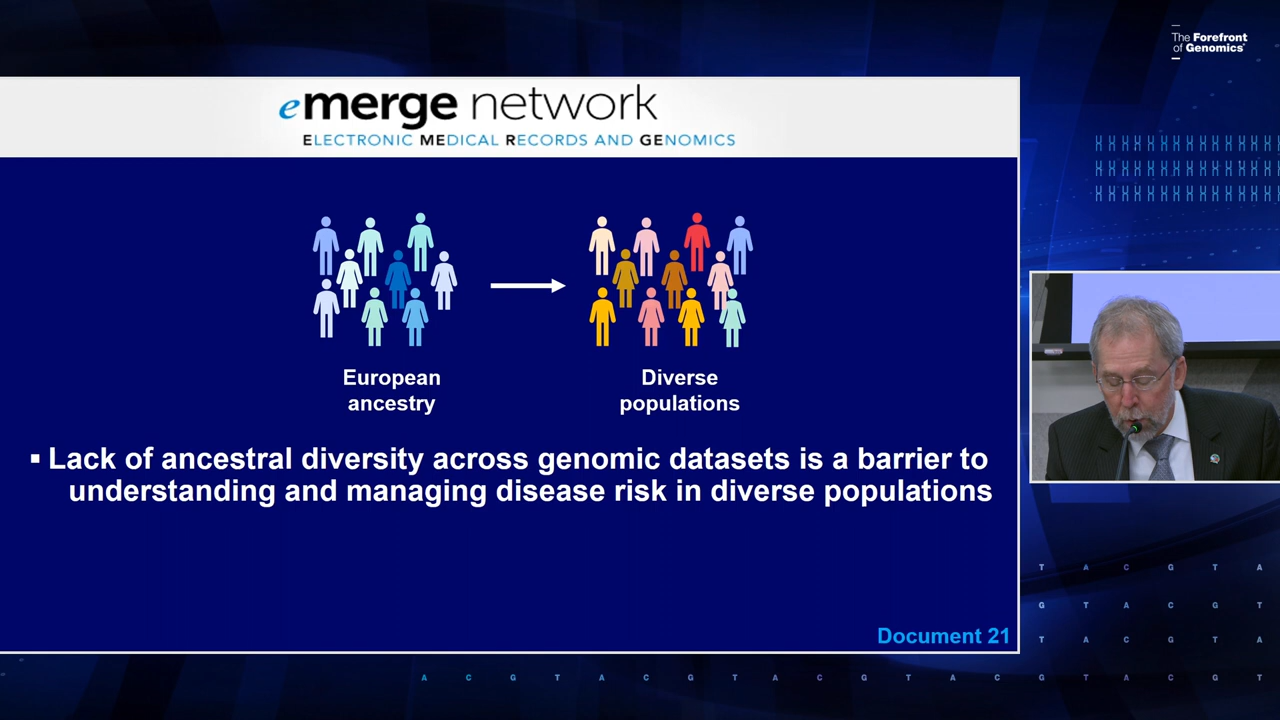 The Forefront
of Genomics®
emerge network
ELECTRONIC MEDICAL RECORDS AND GENOMICS
European
ancestry
Diverse
populations
▪ Lack of ancestral diversity across genomic datasets is a barrier to
understanding and managing disease risk in diverse populations
Document 21
T A C G T A
G T A C G T
T A C G T A
A C G T A C G T A C G T A C G T A C G T